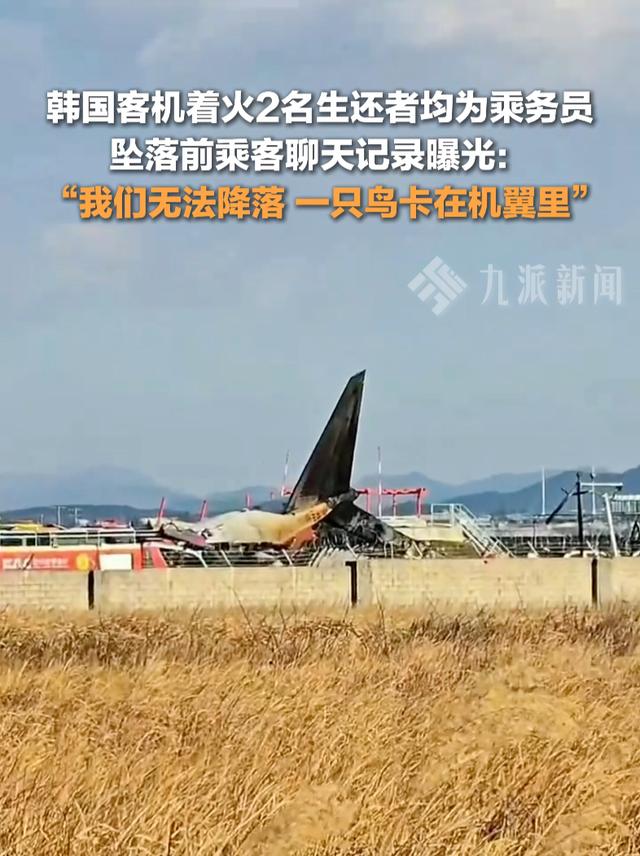 韩国客机着火2名生还者均为乘务员
坠落前乘客聊天记录曝光：
“我们无法降落 一只鸟卡在机翼里”
九派新闻